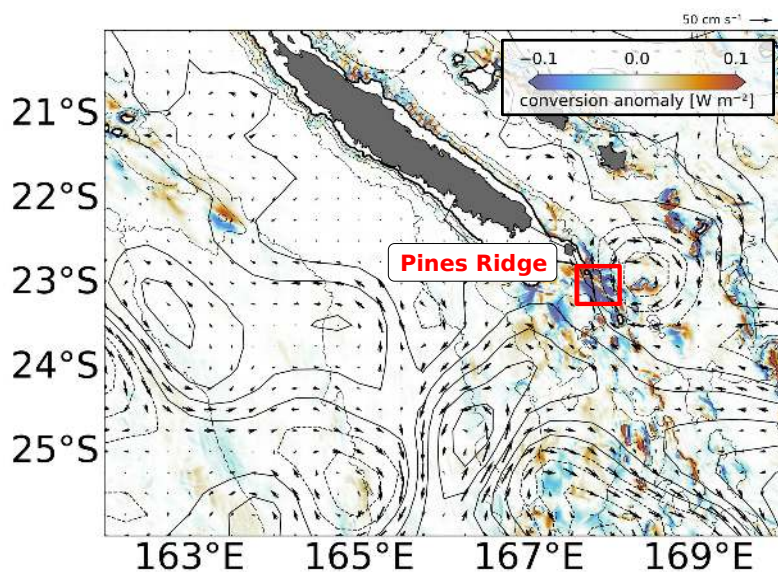 50 cm s⁻¹
−0.1 0.0 0.1
conversion anomaly [W m⁻²]
21°S
22°S
Pines Ridge
23°S
24°S
25°S
163°E 165°E 167°E 169°E